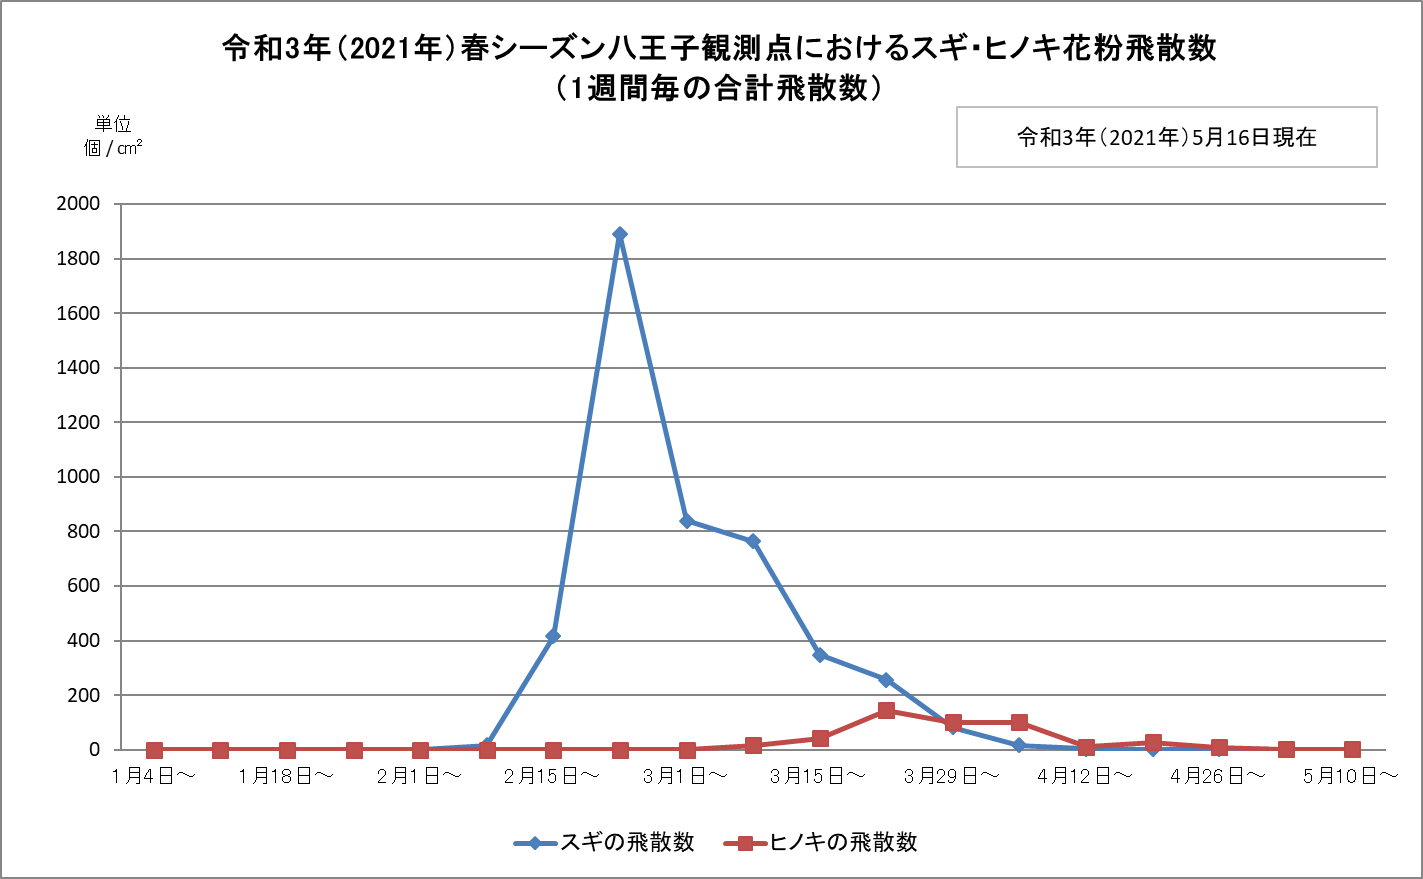 令和3年（2021年）春シーズン八王子観測点におけるスギ・ヒノキ花粉飛散数
（1週間毎の合計飛散数）
単位
個/㎠
令和3年（2021年）5月16日現在
2000
1800
1600
1400
1200
1000
800
600
400
200
0
1月4日～ 1月18日～ 2月1日～ 2月15日～ 3月1日～ 3月15日～ 3月29日～ 4月12日～ 4月26日～ 5月10日～
スギの飛散数 ヒノキの飛散数